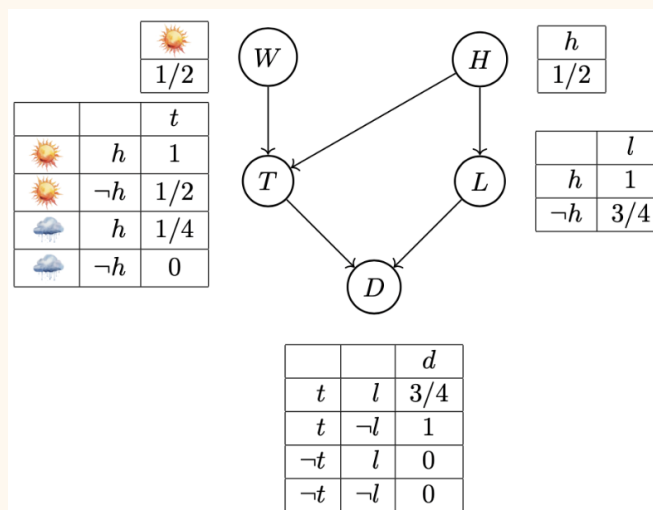 ☀️
1/2
W
H
h
1/2
t
☀️ h 1
☀️ ¬h 1/2
🌧️ h 1/4
🌧️ ¬h 0
T
L
l
h 1
¬h 3/4
D
d
t l 3/4
t ¬l 1
¬t l 0
¬t ¬l 0